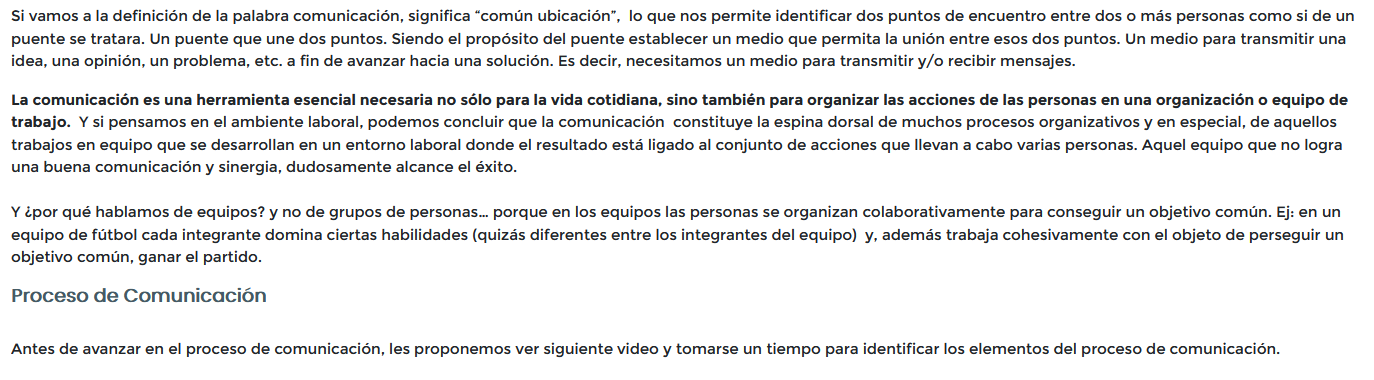 Si vamos a la definición de la palabra comunicación, significa “común ubicación”,  lo que nos permite identificar dos puntos de encuentro entre dos o más personas como si de un
puente se tratara. Un puente que une dos puntos. Siendo el propósito del puente establecer un medio que permita la unión entre esos dos puntos. Un medio para transmitir una
idea, una opinión, un problema, etc. a fin de avanzar hacia una solución. Es decir, necesitamos un medio para transmitir y/o recibir mensajes.
La comunicación es una herramienta esencial necesaria no sólo para la vida cotidiana, sino también para organizar las acciones de las personas en una organización o equipo de
trabajo.  Y si pensamos en el ambiente laboral, podemos concluir que la comunicación  constituye la espina dorsal de muchos procesos organizativos y en especial, de aquellos
trabajos en equipo que se desarrollan en un entorno laboral donde el resultado está ligado al conjunto de acciones que llevan a cabo varias personas. Aquel equipo que no logra
una buena comunicación y sinergia, dudosamente alcance el éxito.
Y ¿por qué hablamos de equipos? y no de grupos de personas... porque en los equipos las personas se organizan colaborativamente para conseguir un objetivo común. Ej: en un
equipo de fútbol cada integrante domina ciertas habilidades (quizás diferentes entre los integrantes del equipo)  y, además trabaja cohesivamente con el objeto de perseguir un
objetivo común, ganar el partido.
Proceso de Comunicación
Antes de avanzar en el proceso de comunicación, les proponemos ver siguiente video y tomarse un tiempo para identificar los elementos del proceso de comunicación.